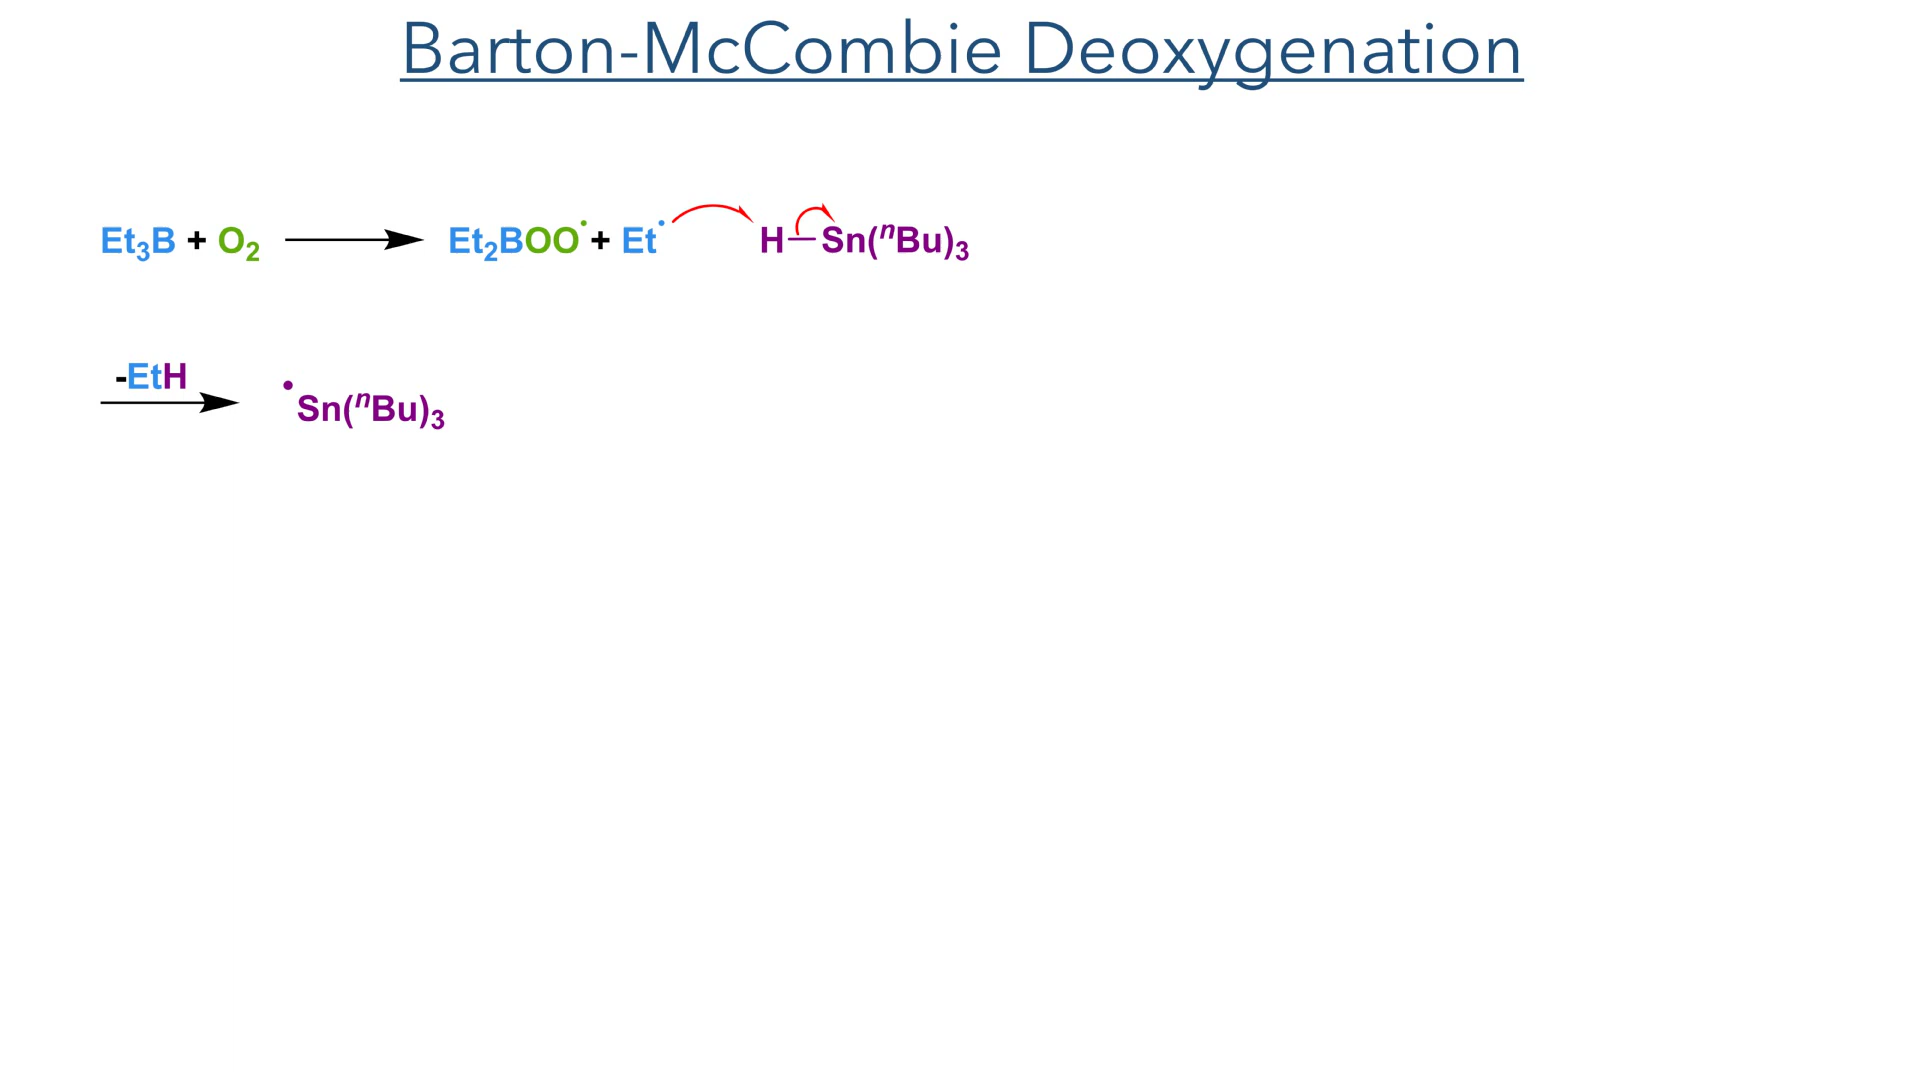 Barton-McCombie Deoxygenation
Et₃B + O₂ ⟶ Et₂BOO˙ + Et˙ H–Sn(ⁿBu)₃
-EtH
⟶ ˙Sn(ⁿBu)₃